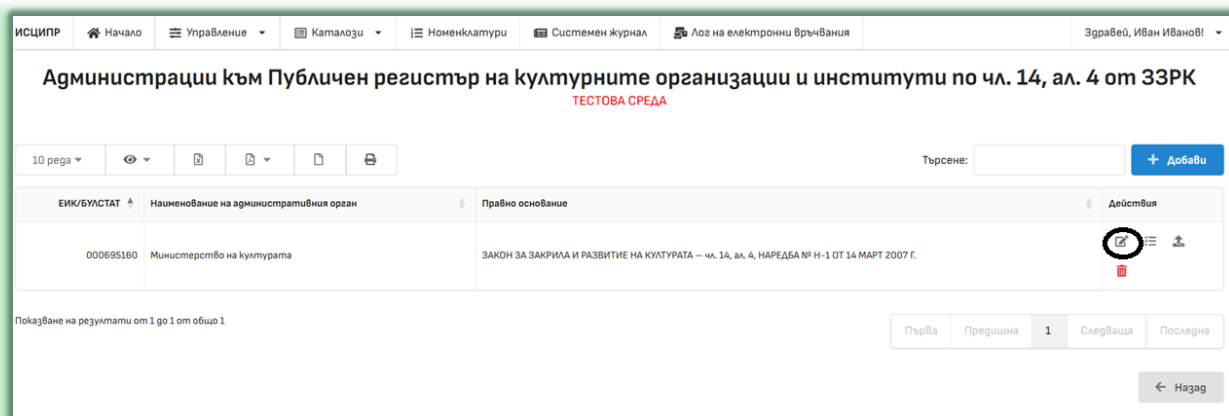 ИСЦИПР Начало Управление Каталози Номенклатури Системен журнал Лог на електронни връчвания Здравей, Иван Иванов!
Администрации към Публичен регистър на културните организации и институти по чл. 14, ал. 4 от ЗЗРК
ТЕСТОВА СРЕДА
10 реда Търсене: + Добави
ЕИК/БУЛСТАТ Наименование на административния орган Правно основание Действия
000695160 Министерство на културата ЗАКОН ЗА ЗАКРИЛА И РАЗВИТИЕ НА КУЛТУРАТА – чл. 14, ал. 4, НАРЕДБА № Н-1 ОТ 14 МАРТ 2007 Г.
Показване на резултати от 1 до 1 от общо 1
Първа Предишна 1 Следваща Последна
← Назад